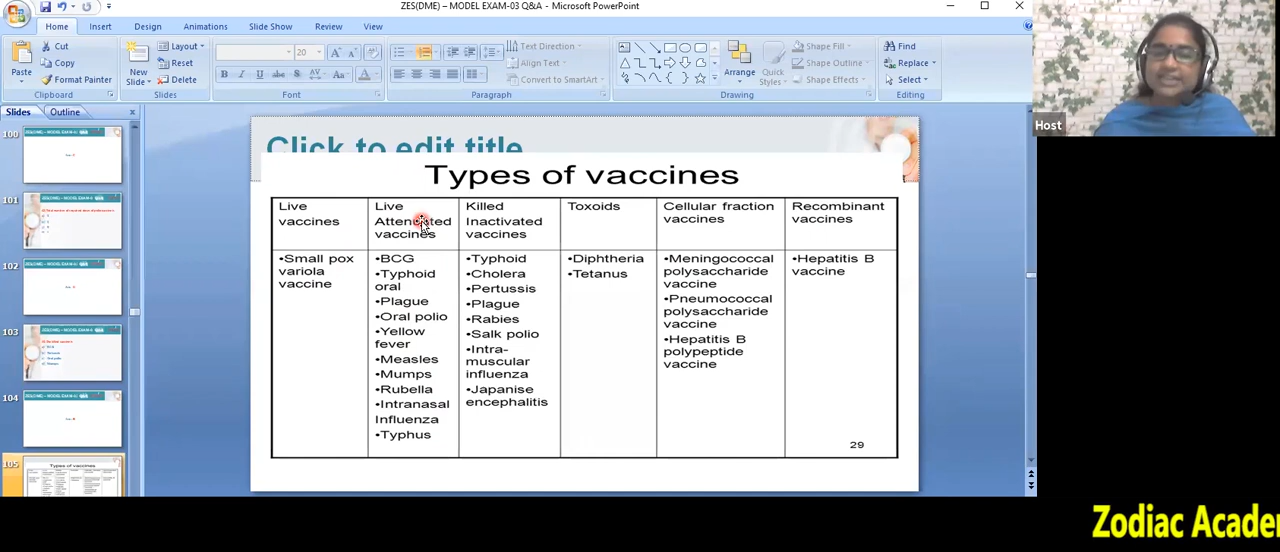 ZES(DME) – MODEL EXAM-03 Q&A - Microsoft PowerPoint
Home Insert Design Animations Slide Show Review View
Cut
Copy
Format Painter
Paste
Clipboard
New
Slide
Layout
Reset
Delete
Slides
20
B I U S abc AV Aa A
Font
Text Direction
Align Text
Convert to SmartArt
Paragraph
Arrange
Quick
Styles
Shape Fill
Shape Outline
Shape Effects
Drawing
Find
Replace
Select
Editing
Host
Slides Outline
100
101
102
103
104
105
Click to edit title
Types of vaccines
Live
vaccines
Live
Attenuated
vaccines
Killed
Inactivated
vaccines
Toxoids
Cellular fraction
vaccines
Recombinant
vaccines
•Small pox
variola
vaccine
•BCG
•Typhoid
oral
•Plague
•Oral polio
•Yellow
fever
•Measles
•Mumps
•Rubella
•Intranasal
Influenza
•Typhus
•Typhoid
•Cholera
•Pertussis
•Plague
•Rabies
•Salk polio
•Intra-
muscular
influenza
•Japanise
encephalitis
•Diphtheria
•Tetanus
•Meningococcal
polysaccharide
vaccine
•Pneumococcal
polysaccharide
vaccine
•Hepatitis B
polypeptide
vaccine
•Hepatitis B
vaccine
29
Zodiac Acade